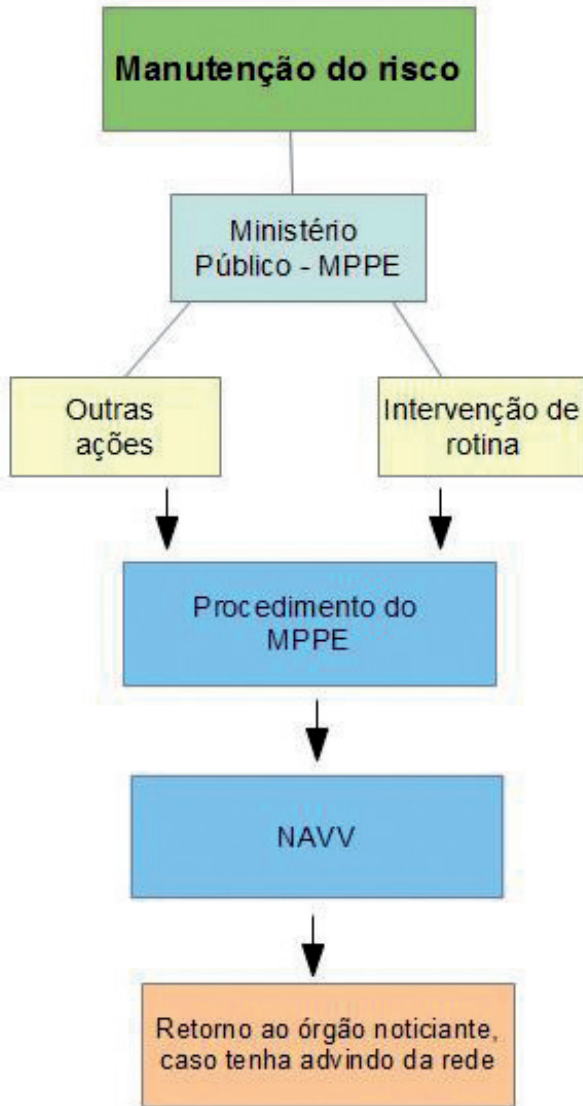 Manutenção do risco
Ministério
Público - MPPE
Outras
ações
Intervenção de
rotina
Procedimento do
MPPE
NAVV
Retorno ao órgão noticiante,
caso tenha advindo da rede